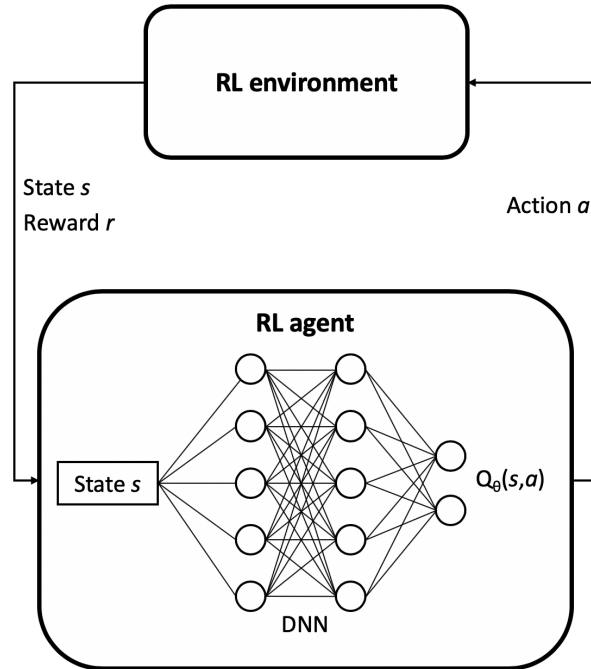 RL environment
State s
Reward r
Action a
RL agent
State s
Qθ(s,a)
DNN